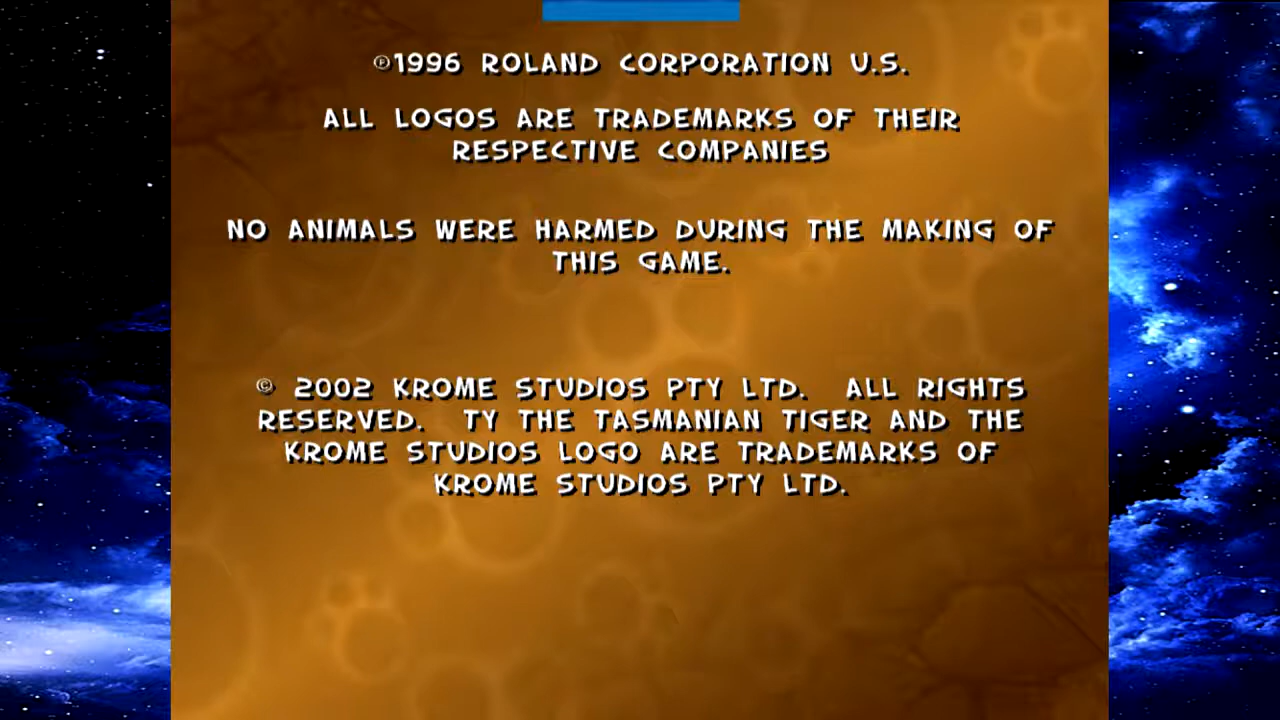 ℗1996 ROLAND CORPORATION U.S.
ALL LOGOS ARE TRADEMARKS OF THEIR
RESPECTIVE COMPANIES
NO ANIMALS WERE HARMED DURING THE MAKING OF
THIS GAME.
© 2002 KROME STUDIOS PTY LTD. ALL RIGHTS
RESERVED. TY THE TASMANIAN TIGER AND THE
KROME STUDIOS LOGO ARE TRADEMARKS OF
KROME STUDIOS PTY LTD.